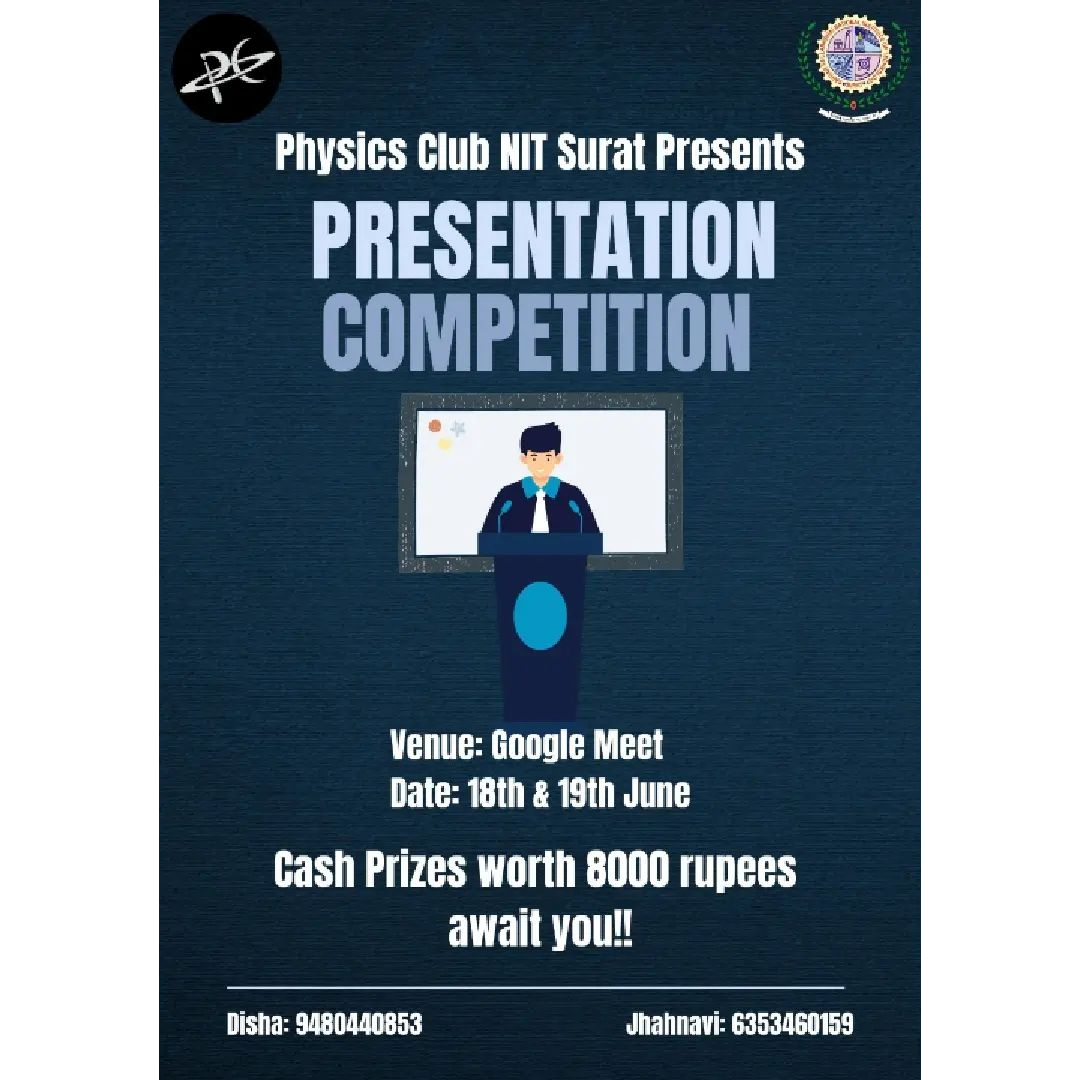 Physics Club NIT Surat Presents
PRESENTATION
COMPETITION
Venue: Google Meet
Date: 18th & 19th June
Cash Prizes worth 8000 rupees
await you!!
Disha: 9480440853
Jhahnavi: 6353460159